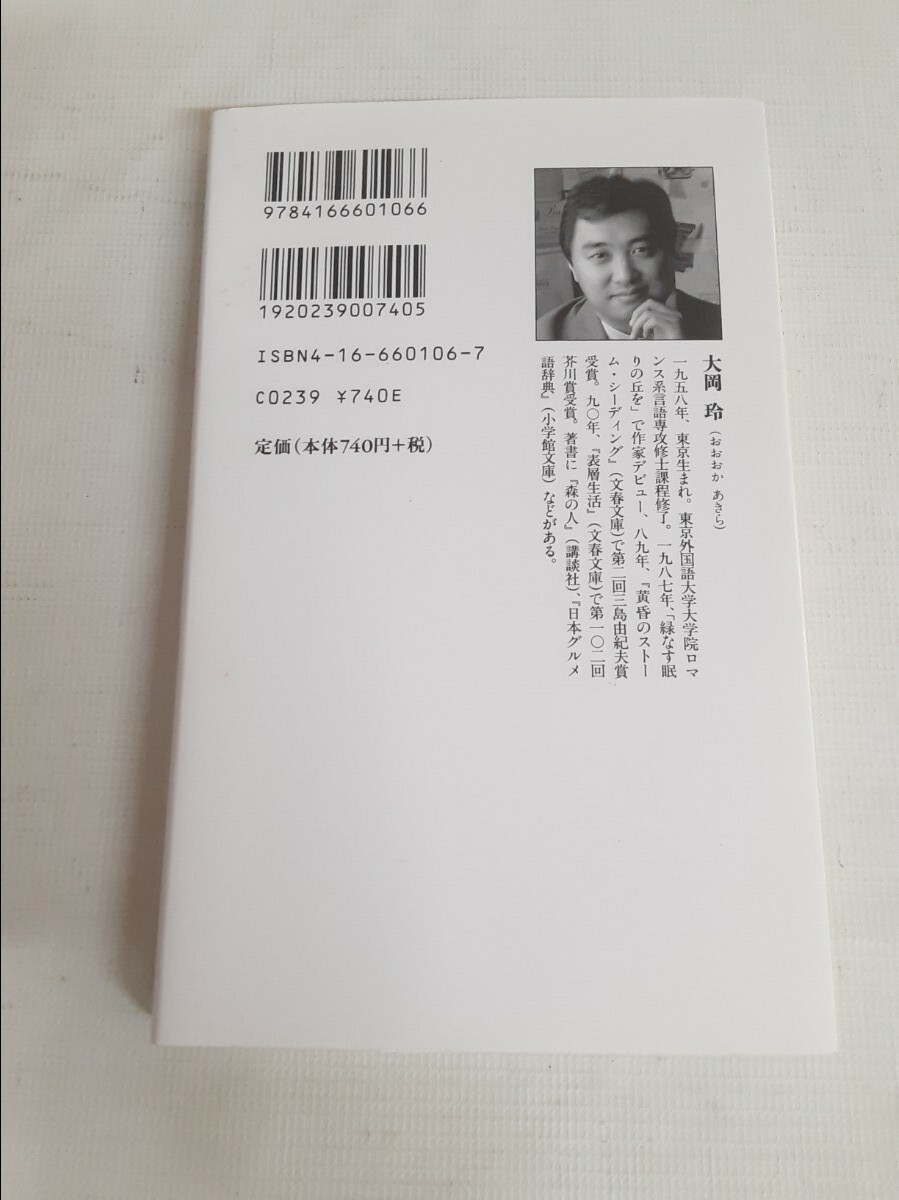 9784166601066
1920239007405
ISBN4-16-660106-7
C0239 ¥740E
定価(本体740円+税)
大岡 玲(おおおか あきら)
一九五八年、東京生まれ。東京外国語大学大学院ロマ
ンス系言語専攻修士課程修了。一九八七年、「緑なす眠
りの丘を」で作家デビュー、八九年、『黄昏のストー
ム・シーディング』(文春文庫)で第二回三島由紀夫賞
受賞。九〇年、『表層生活』(文春文庫)で第一〇二回
芥川賞受賞。著書に『森の人』(講談社)、『日本グルメ
語辞典』(小学館文庫)などがある。